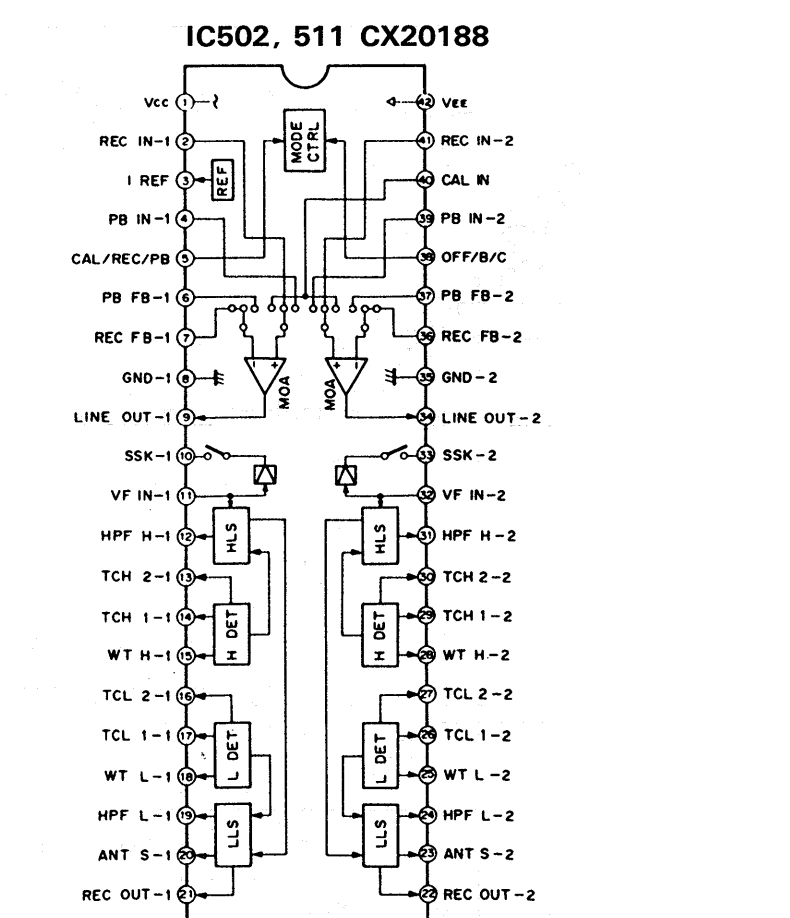 IC502, 511 CX20188
Vcc 1
42 VEE
REC IN-1 2
41 REC IN-2
MODE CTRL
I REF 3
REF
40 CAL IN
PB IN-1 4
39 PB IN-2
CAL/REC/PB 5
38 OFF/B/C
PB FB-1 6
37 PB FB-2
REC FB-1 7
36 REC FB-2
- +
MOA
+ -
MOA
GND-1 8
35 GND-2
LINE OUT-1 9
34 LINE OUT-2
SSK-1 10
33 SSK-2
VF IN-1 11
32 VF IN-2
HPF H-1 12
HLS
HLS
31 HPF H-2
TCH 2-1 13
30 TCH 2-2
TCH 1-1 14
H DET
H DET
29 TCH 1-2
WT H-1 15
28 WT H-2
TCL 2-1 16
27 TCL 2-2
TCL 1-1 17
L DET
L DET
26 TCL 1-2
WT L-1 18
25 WT L-2
HPF L-1 19
24 HPF L-2
LLS
LLS
ANT S-1 20
23 ANT S-2
REC OUT-1 21
22 REC OUT-2